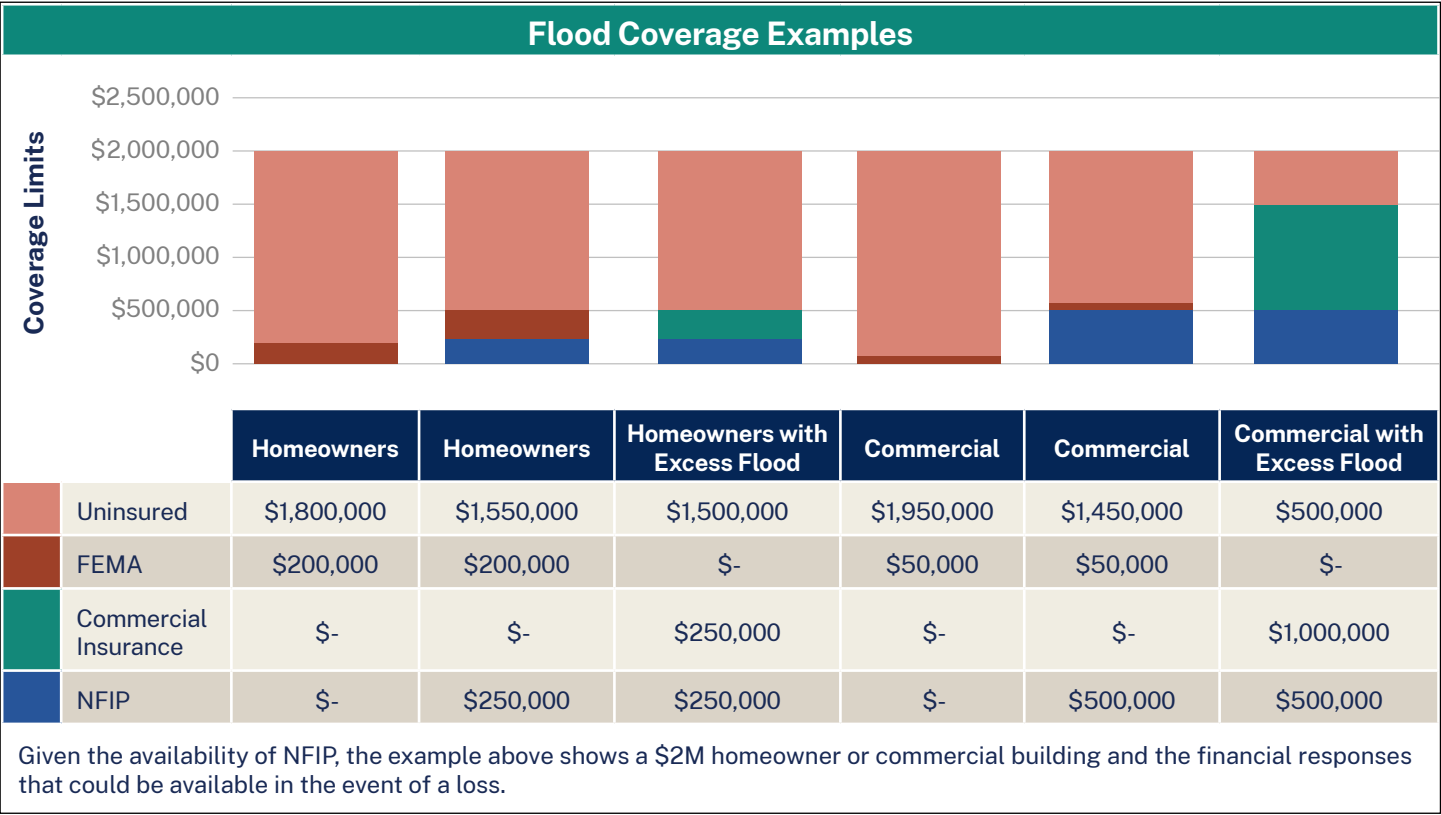 Flood Coverage Examples
Coverage Limits
$2,500,000
$2,000,000
$1,500,000
$1,000,000
$500,000
$0
Homeowners Homeowners Homeowners with Excess Flood Commercial Commercial Commercial with Excess Flood
Uninsured $1,800,000 $1,550,000 $1,500,000 $1,950,000 $1,450,000 $500,000
FEMA $200,000 $200,000 $- $50,000 $50,000 $-
Commercial Insurance $- $- $250,000 $- $- $1,000,000
NFIP $- $250,000 $250,000 $- $500,000 $500,000
Given the availability of NFIP, the example above shows a $2M homeowner or commercial building and the financial responses
that could be available in the event of a loss.